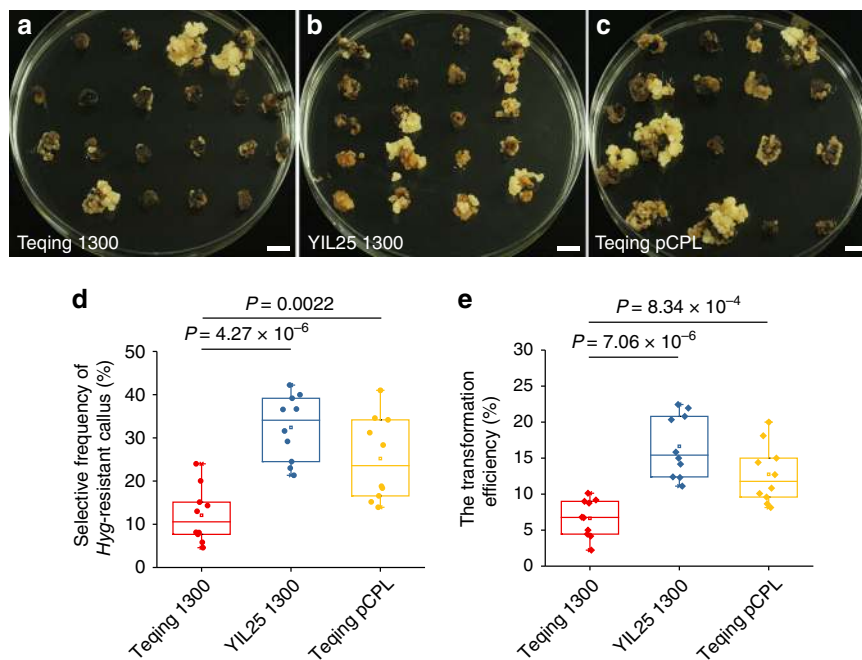 a
b
c
Teqing 1300
YIL25 1300
Teqing pCPL
d
e
P = 0.0022
P = 4.27 × 10⁻⁶
Selective frequency of
Hyg-resistant callus (%)
50
40
30
20
10
0
Teqing 1300
YIL25 1300
Teqing pCPL
P = 8.34 × 10⁻⁴
P = 7.06 × 10⁻⁶
The transformation
efficiency (%)
30
25
20
15
10
5
0
Teqing 1300
YIL25 1300
Teqing pCPL